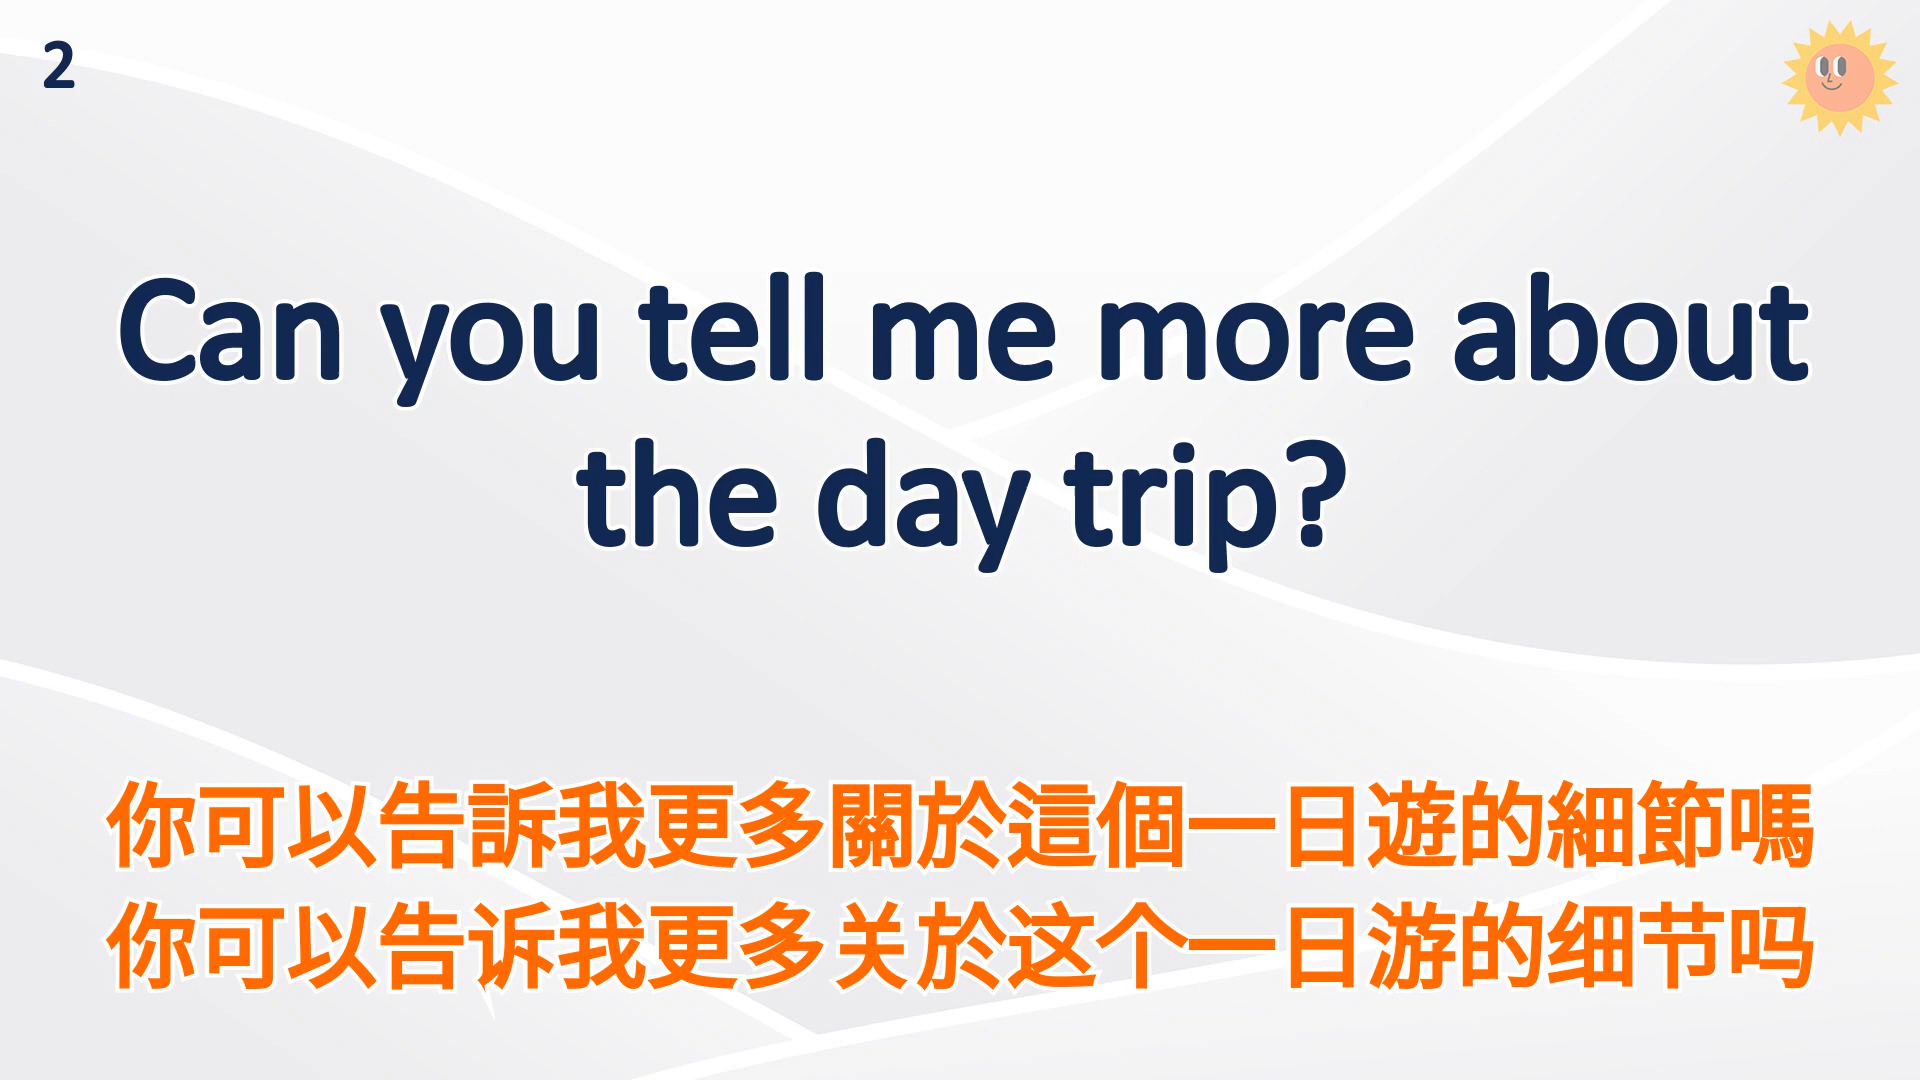 2
Can you tell me more about
the day trip?
你可以告訴我更多關於這個一日遊的細節嗎
你可以告诉我更多关於这个一日游的细节吗